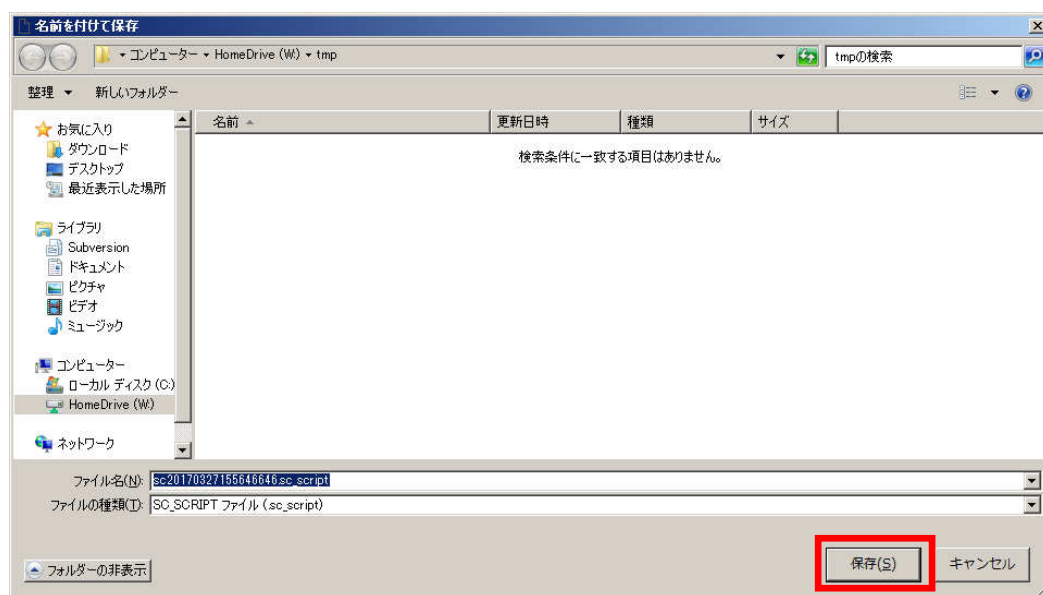 名前を付けて保存
コンピューター HomeDrive (W:) tmp
tmpの検索
整理 新しいフォルダー
名前 更新日時 種類 サイズ
検索条件に一致する項目はありません。
お気に入り
ダウンロード
デスクトップ
最近表示した場所
ライブラリ
Subversion
ドキュメント
ピクチャ
ビデオ
ミュージック
コンピューター
ローカル ディスク (C:)
HomeDrive (W:)
ネットワーク
ファイル名(N): sc20170327155646646.sc_script
ファイルの種類(T): SC_SCRIPT ファイル (.sc_script)
フォルダーの非表示
保存(S) キャンセル